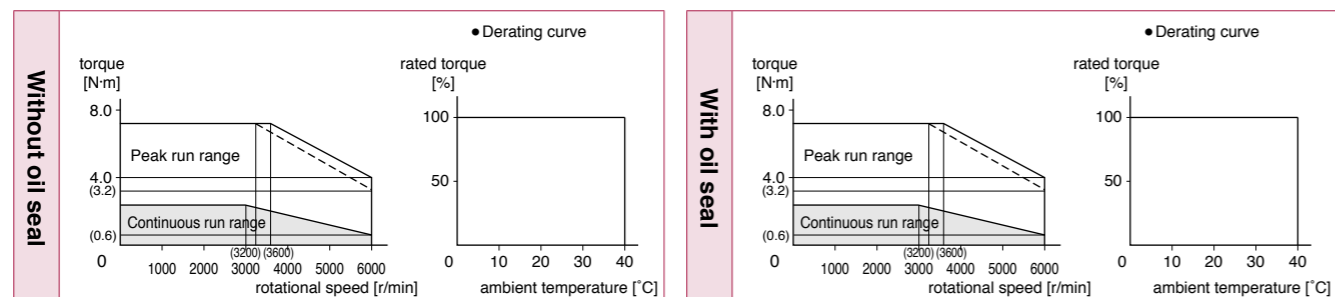 Without oil seal
● Derating curve
torque
[N·m]
8.0
Peak run range
4.0
(3.2)
Continuous run range
(0.6)
(3200) (3600)
0
1000 2000 3000 4000 5000 6000
rotational speed [r/min]
rated torque
[%]
100
50
0 10 20 30 40
ambient temperature [˚C]
With oil seal
● Derating curve
torque
[N·m]
8.0
Peak run range
4.0
(3.2)
Continuous run range
(0.6)
(3200) (3600)
0
1000 2000 3000 4000 5000 6000
rotational speed [r/min]
rated torque
[%]
100
50
0 10 20 30 40
ambient temperature [˚C]